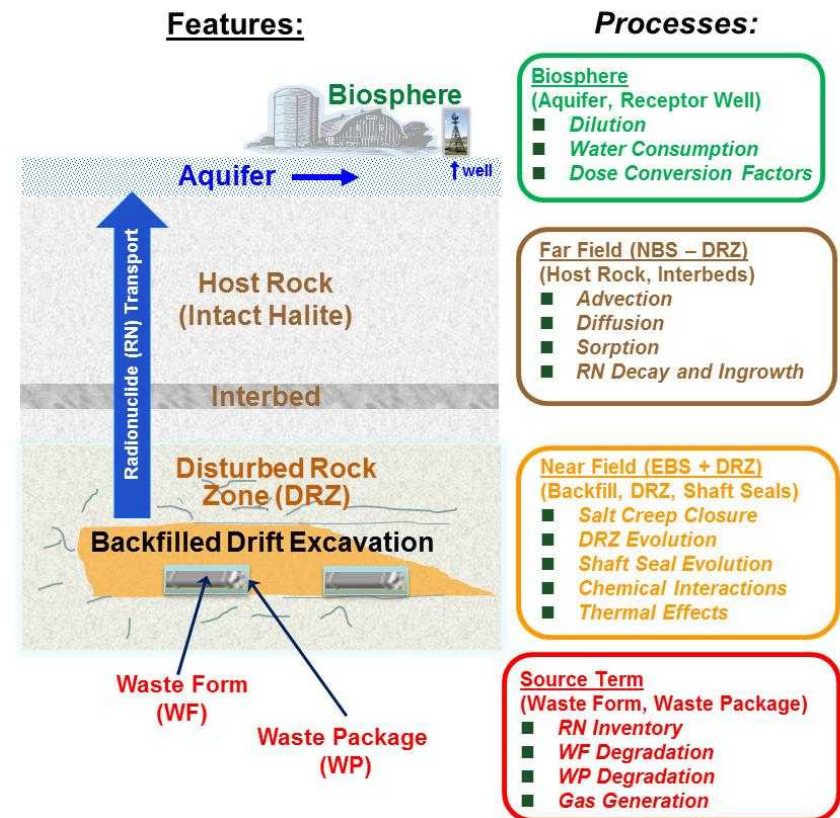 Features:
Biosphere
Aquifer
well
Radionuclide (RN) Transport
Host Rock
(Intact Halite)
Interbed
Disturbed Rock
Zone (DRZ)
Backfilled Drift Excavation
Waste Form
(WF)
Waste Package
(WP)
Processes:
Biosphere
(Aquifer, Receptor Well)
■ Dilution
■ Water Consumption
■ Dose Conversion Factors
Far Field (NBS – DRZ)
(Host Rock, Interbeds)
■ Advection
■ Diffusion
■ Sorption
■ RN Decay and Ingrowth
Near Field (EBS + DRZ)
(Backfill, DRZ, Shaft Seals)
■ Salt Creep Closure
■ DRZ Evolution
■ Shaft Seal Evolution
■ Chemical Interactions
■ Thermal Effects
Source Term
(Waste Form, Waste Package)
■ RN Inventory
■ WF Degradation
■ WP Degradation
■ Gas Generation